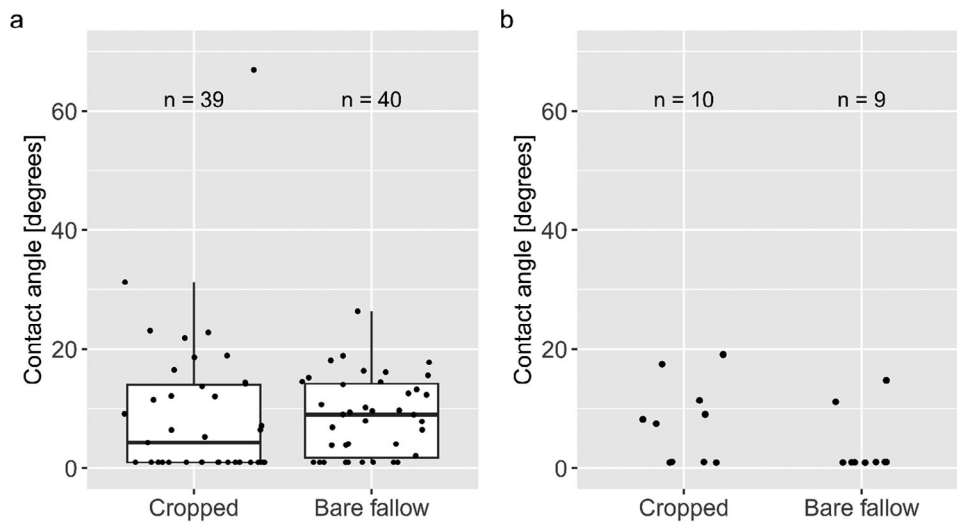 a
n = 39
n = 40
60
40
20
0
Contact angle [degrees]
Cropped
Bare fallow
b
n = 10
n = 9
60
40
20
0
Contact angle [degrees]
Cropped
Bare fallow